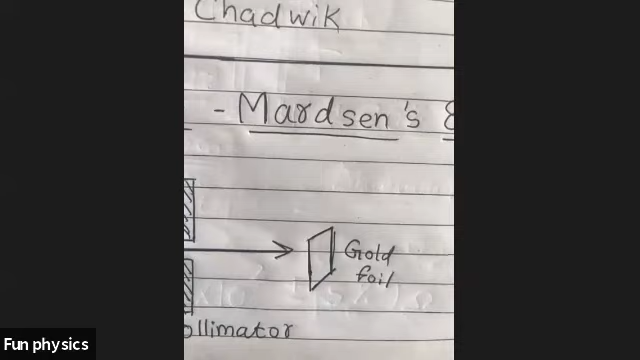 Chadwik
- Mardsen's
Gold
foil
ollimator
Fun physics